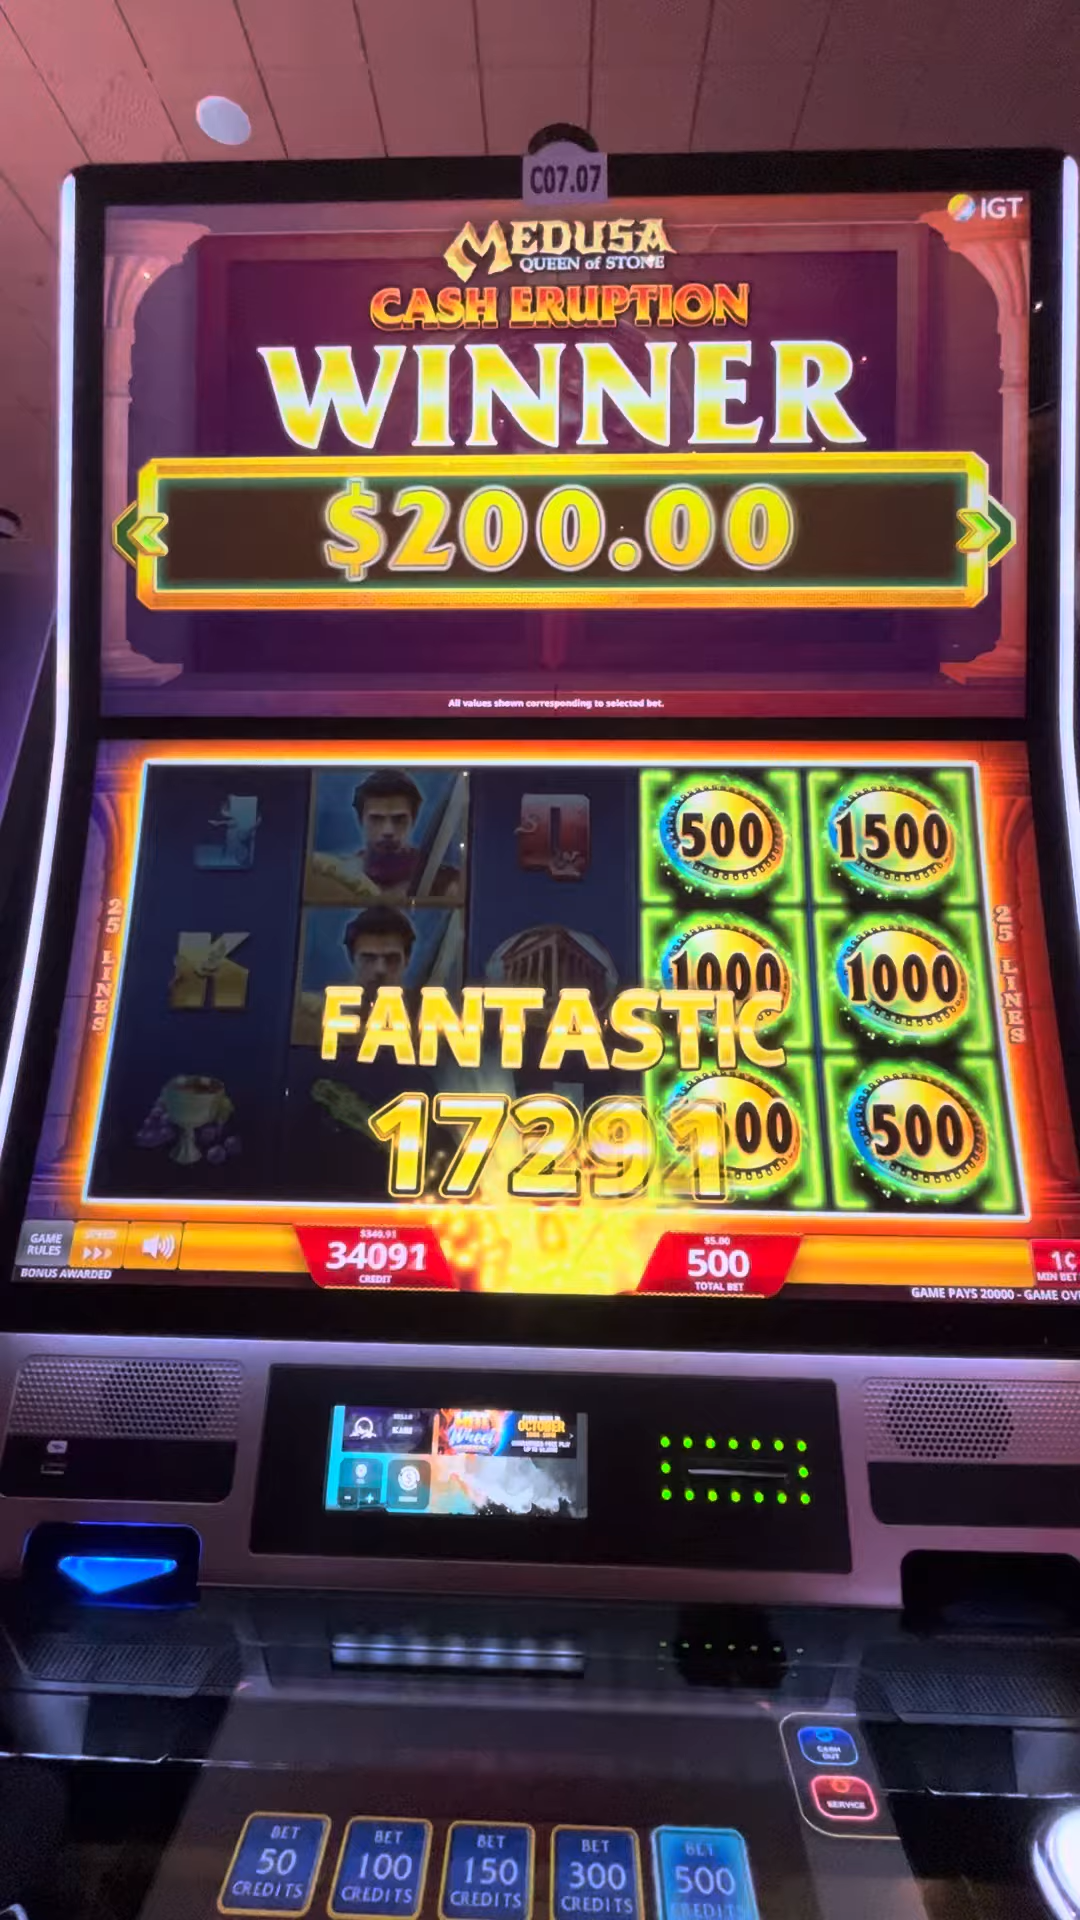 C07.07
IGT
MEDUSA
QUEEN of STONE
CASH ERUPTION
WINNER
$200.00
All values shown corresponding to selected bet.
J
Q
500
1500
K
1000
1000
25 LINES
25 LINES
FANTASTIC
17291
00
500
GAME RULES
SPEED
BONUS AWARDED
$340.91
34091
CREDIT
$5.00
500
TOTAL BET
1¢
MIN BET
GAME PAYS 20000 - GAME OV
Wheel
OCTOBER
CASH OUT
SERVICE
BET 50 CREDITS
BET 100 CREDITS
BET 150 CREDITS
BET 300 CREDITS
BET 500 CREDITS